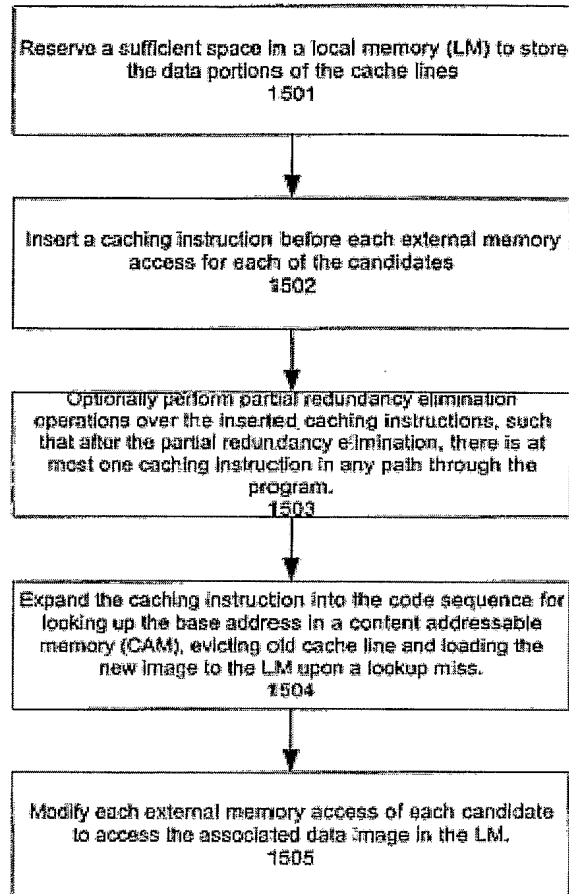 Reserve a sufficient space in a local memory (LM) to store
the data portions of the cache lines
1501
Insert a caching instruction before each external memory
access for each of the candidates
1502
Optionally perform partial redundancy elimination
operations over the inserted caching instructions, such
that after the partial redundancy elimination, there is at
most one caching instruction in any path through the
program.
1503
Expand the caching instruction into the code sequence for
looking up the base address in a content addressable
memory (CAM), evicting old cache line and loading the
new image to the LM upon a lookup miss.
1504
Modify each external memory access of each candidate
to access the associated data image in the LM.
1505